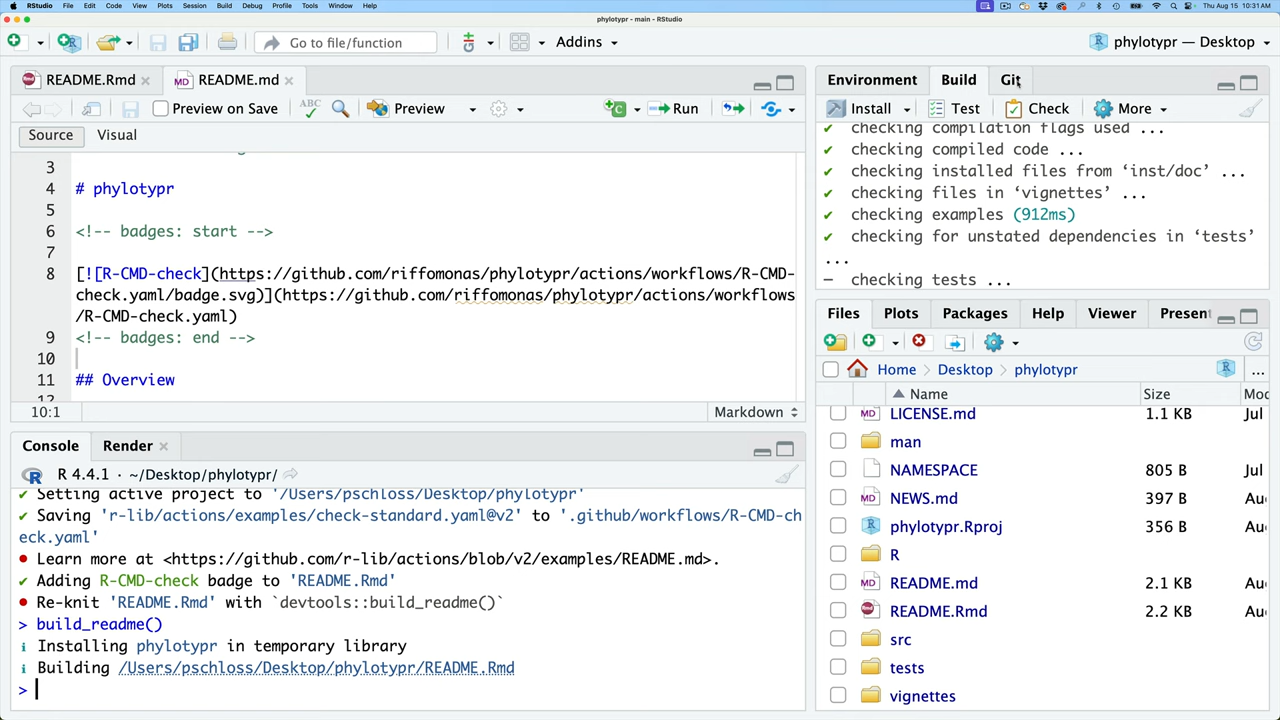 RStudio File Edit Code View Plots Session Build Debug Profile Tools Window Help
Thu Aug 15 10:31AM
phylotypr - main - RStudio
Go to file/function
Addins
phylotypr — Desktop
README.Rmd
README.md
Preview on Save
ABC
Preview
Run
Source
Visual
3
4 # phylotypr
5
6 <!-- badges: start -->
7
8 [![R-CMD-check](https://github.com/riffomonas/phylotypr/actions/workflows/R-CMD-
check.yaml/badge.svg)](https://github.com/riffomonas/phylotypr/actions/workflows
/R-CMD-check.yaml)
9 <!-- badges: end -->
10
11 ## Overview
10:1
Markdown
Console
Render
R 4.4.1 · ~/Desktop/phylotypr/
✔ Setting active project to '/Users/pschloss/Desktop/phylotypr'
✔ Saving 'r-lib/actions/examples/check-standard.yaml@v2' to '.github/workflows/R-CMD-ch
eck.yaml'
• Learn more at <https://github.com/r-lib/actions/blob/v2/examples/README.md>.
✔ Adding R-CMD-check badge to 'README.Rmd'
• Re-knit 'README.Rmd' with `devtools::build_readme()`
> build_readme()
ℹ Installing phylotypr in temporary library
ℹ Building /Users/pschloss/Desktop/phylotypr/README.Rmd
>
Environment
Build
Git
Install
Test
Check
More
✔ checking compilation flags used ...
✔ checking compiled code ...
✔ checking installed files from ‘inst/doc’ ...
✔ checking files in ‘vignettes’ ...
✔ checking examples (912ms)
✔ checking for unstated dependencies in ‘tests’
...
─ checking tests ...
Files
Plots
Packages
Help
Viewer
Present
Home
Desktop
phylotypr
...
Name
Size
Mo
LICENSE.md 1.1 KB Jul
man
NAMESPACE 805 B Jul
NEWS.md 397 B Au
phylotypr.Rproj 356 B Au
R
README.md 2.1 KB Au
README.Rmd 2.2 KB Au
src
tests
vignettes